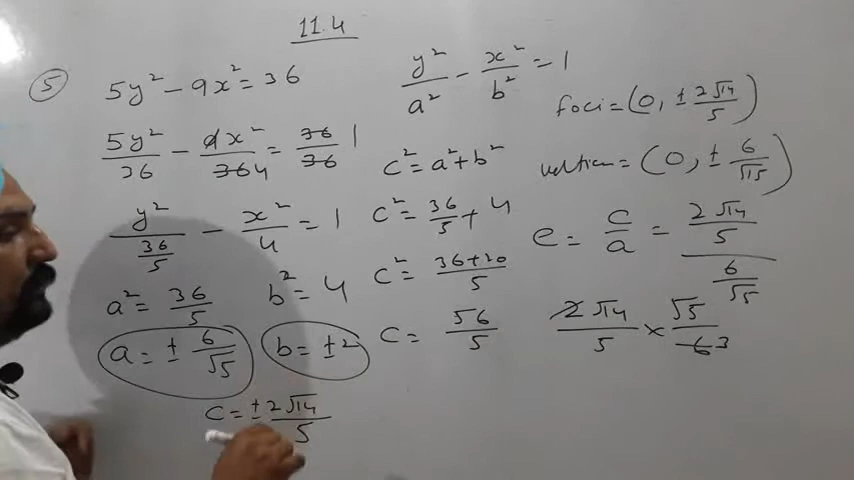 11.4
5
5y² - 9x² = 36
5y²/36 - 9x²/36 4 = 36/36 1
y²/(36/5) - x²/4 = 1
a² = 36/5 b² = 4
a = ± 6/√5 b = ± 2
c = ± 2√14/5
y²/a² - x²/b² = 1
c² = a² + b²
c² = 36/5 + 4
c² = 36+20/5
c = 56/5
foci = (0, ± 2√14/5)
= (0, ± 6/√5)
e = c/a = (2√14/5)/(6/√5)
2√14/5 × √5/6 3